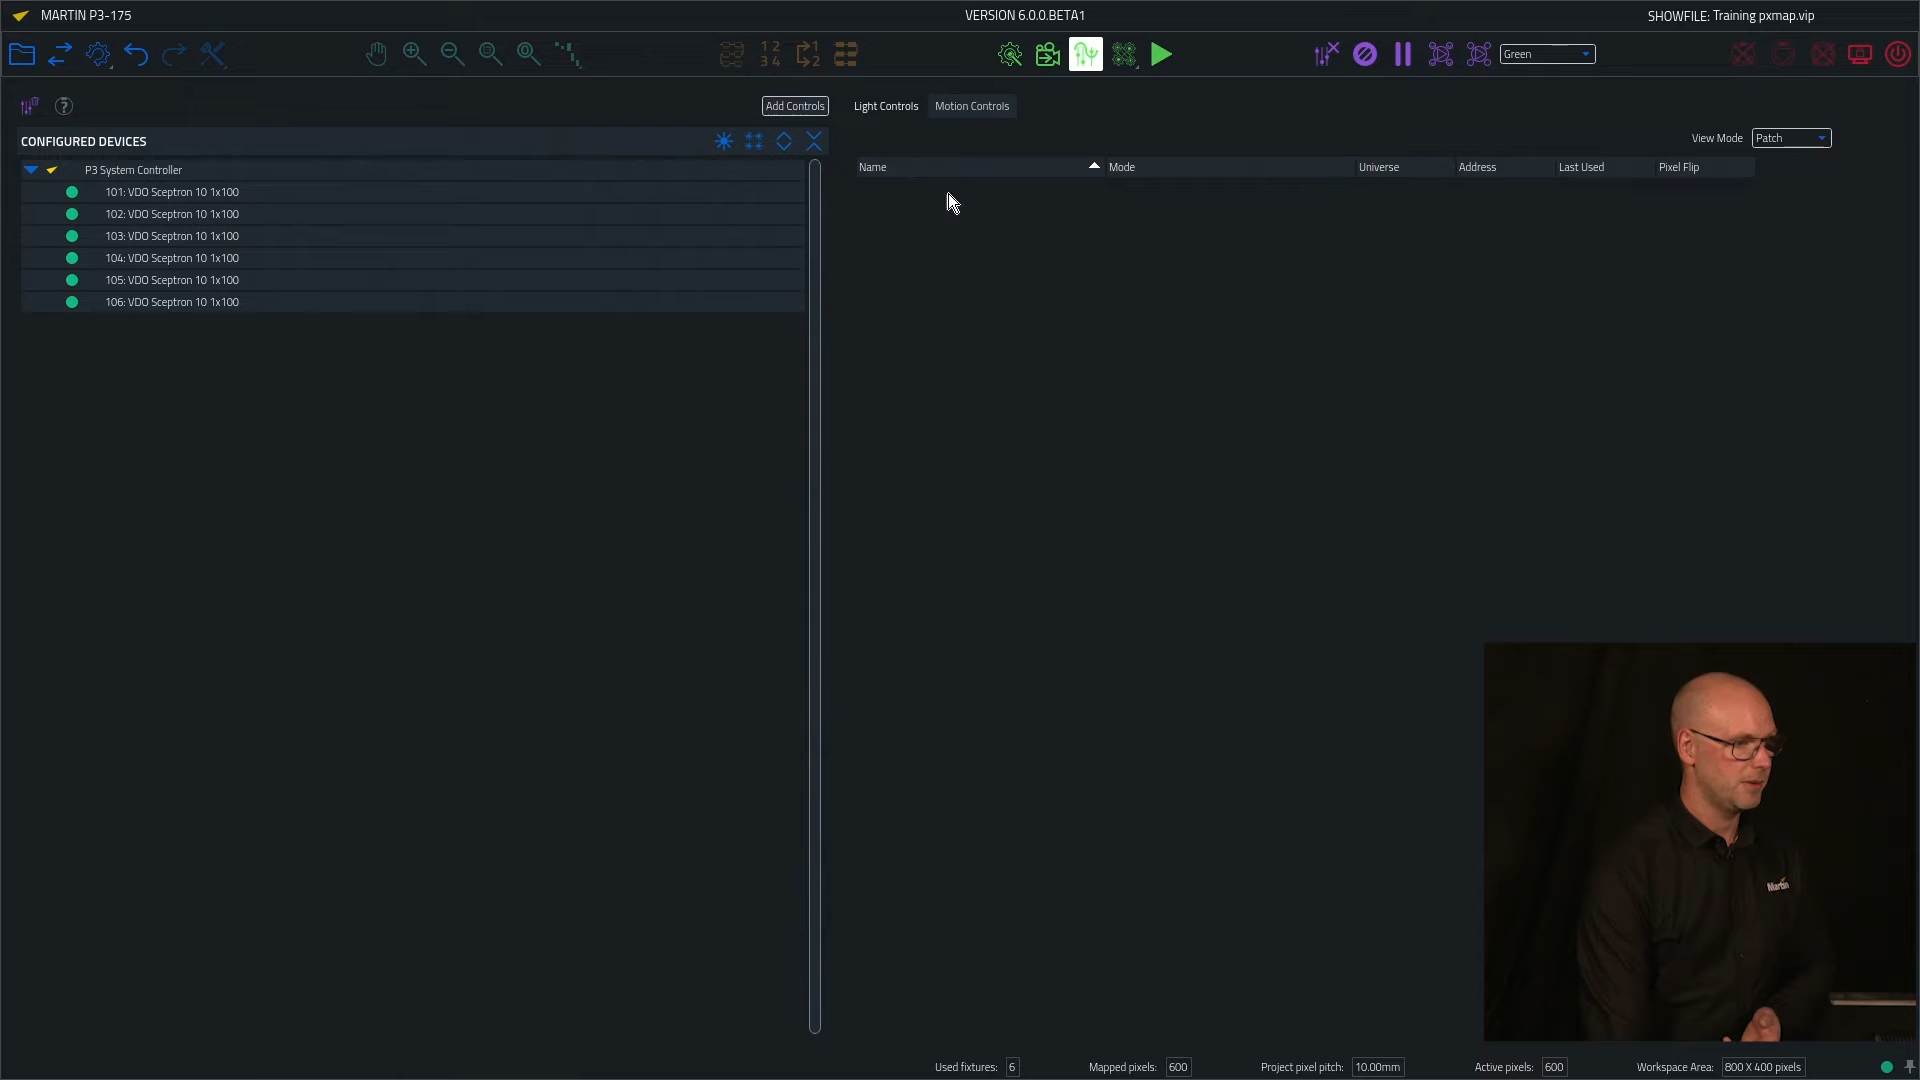 MARTIN P3-175
VERSION 6.0.0.BETA1
SHOWFILE: Training pxmap.vip
1 2
3 4
1
2
Green
Add Controls
Light Controls
Motion Controls
CONFIGURED DEVICES
View Mode
Patch
Name
Mode
Universe
Address
Last Used
Pixel Flip
P3 System Controller
101: VDO Sceptron 10 1x100
102: VDO Sceptron 10 1x100
103: VDO Sceptron 10 1x100
104: VDO Sceptron 10 1x100
105: VDO Sceptron 10 1x100
106: VDO Sceptron 10 1x100
Martin
Used fixtures: 6
Mapped pixels: 600
Project pixel pitch: 10.00mm
Active pixels: 600
Workspace Area: 800 X 400 pixels